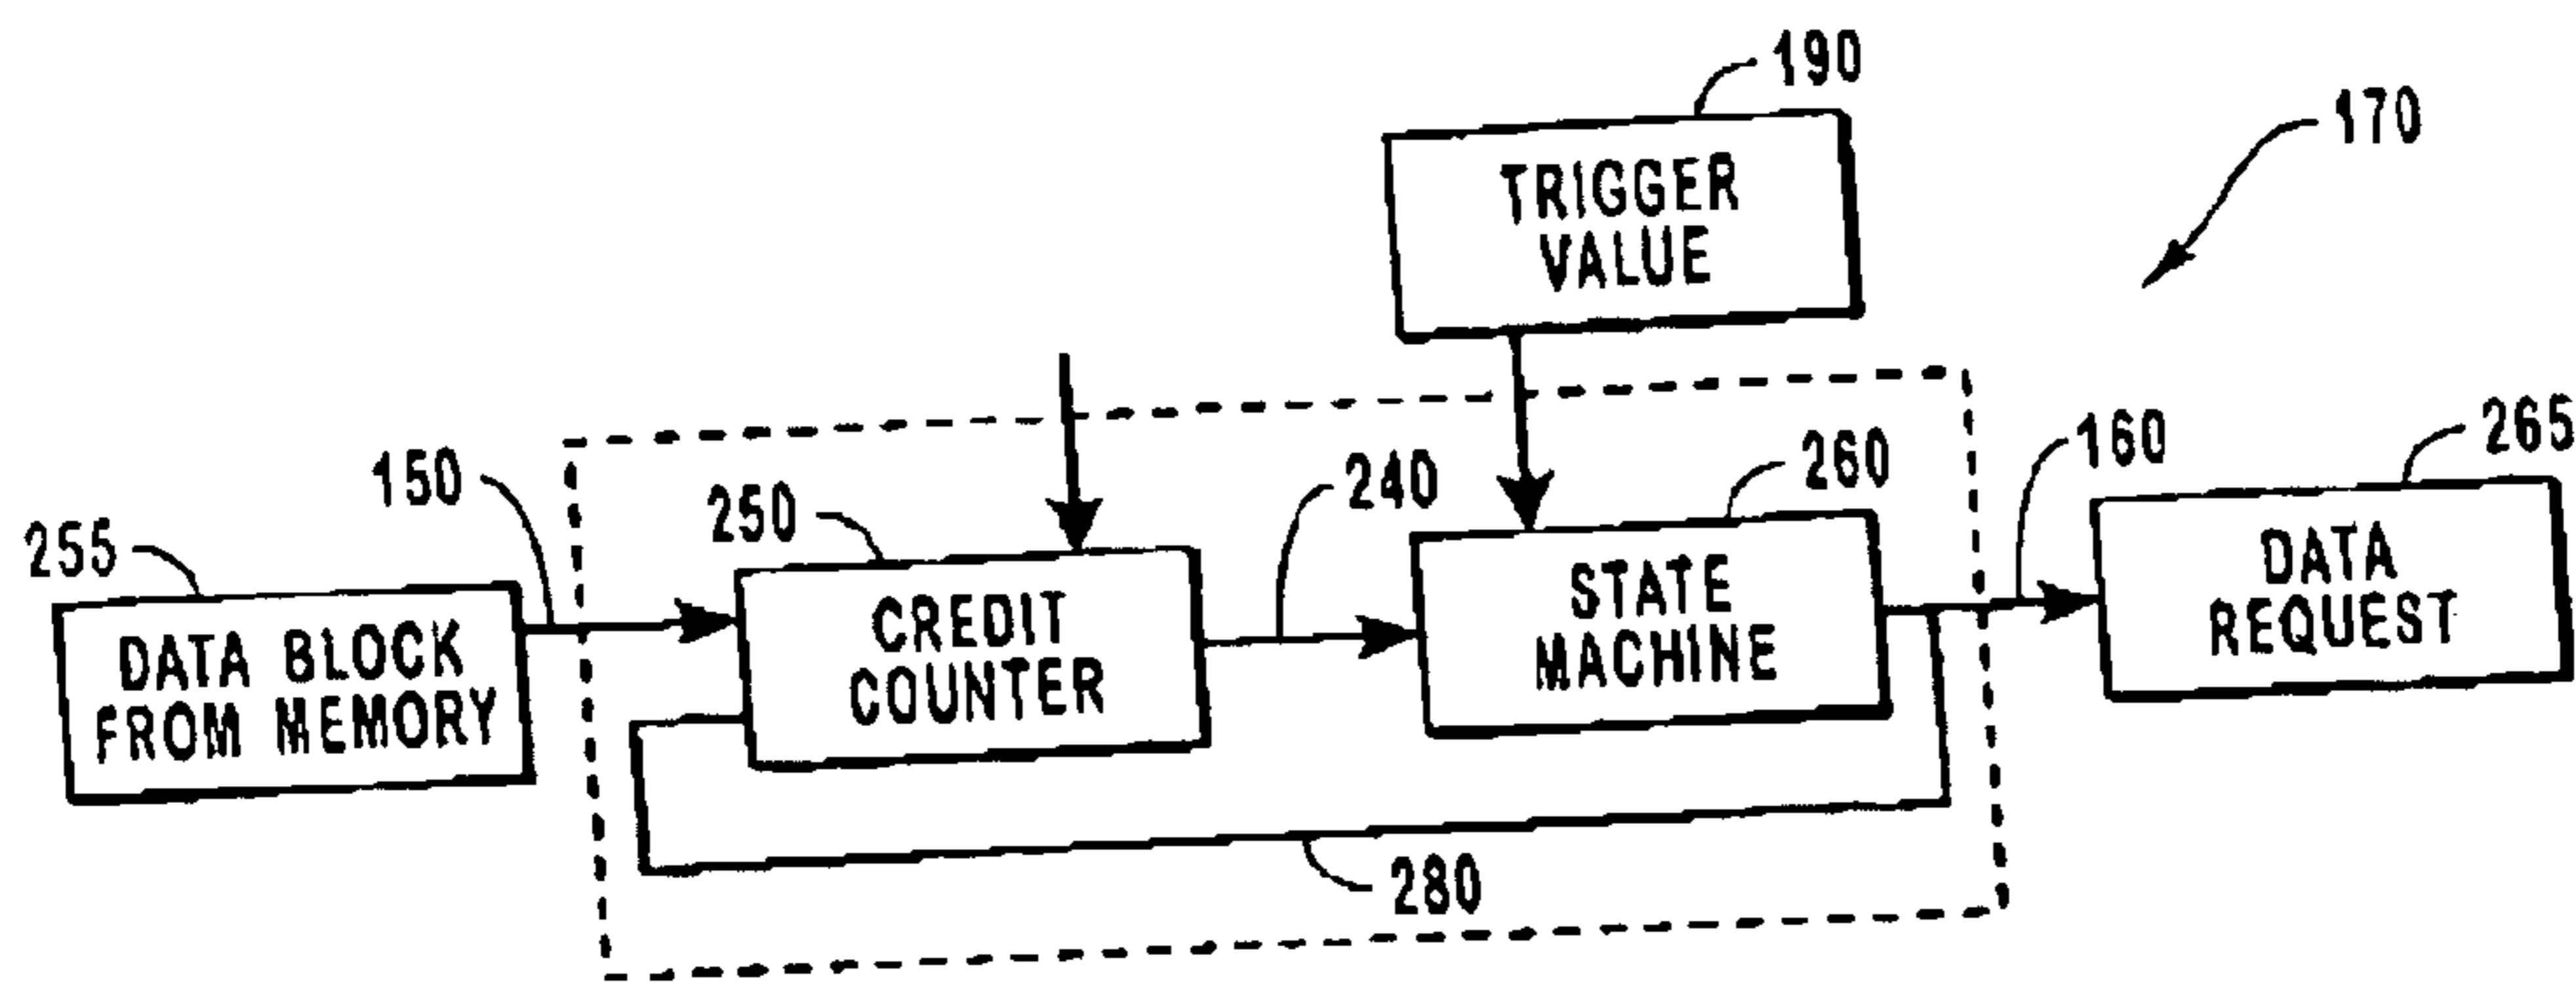 190
TRIGGER
VALUE
170
265
160
260
240
250
150
255
DATA BLOCK
FROM MEMORY
CREDIT
COUNTER
STATE
MACHINE
DATA
REQUEST
280